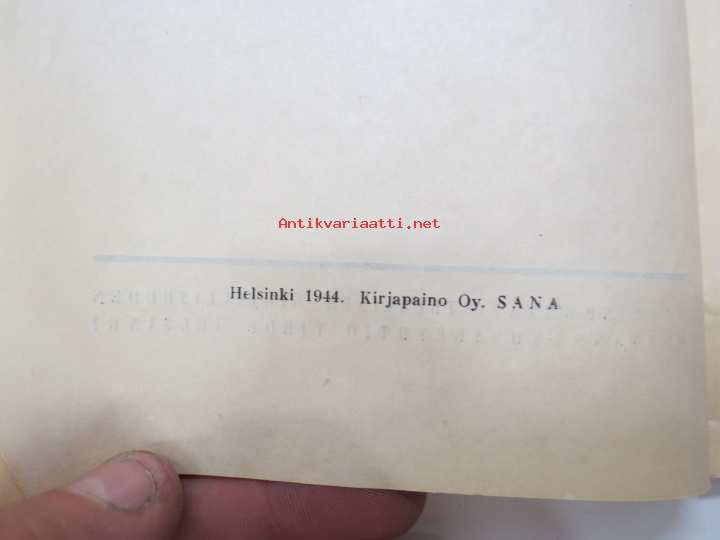 Antikvariaatti.net
Helsinki 1944. Kirjapaino Oy. SANA